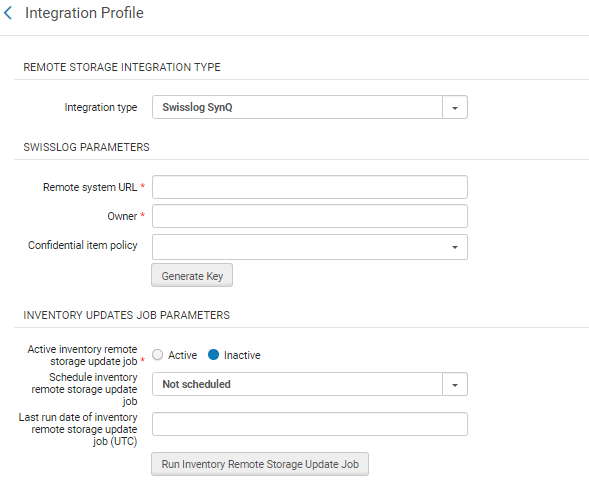 Integration Profile
REMOTE STORAGE INTEGRATION TYPE
Integration type
Swisslog SynQ
SWISSLOG PARAMETERS
Remote system URL *
Owner *
Confidential item policy
Generate Key
INVENTORY UPDATES JOB PARAMETERS
Active inventory remote
storage update job *
Active
Inactive
Schedule inventory
remote storage update
job
Not scheduled
Last run date of inventory
remote storage update
job (UTC)
Run Inventory Remote Storage Update Job